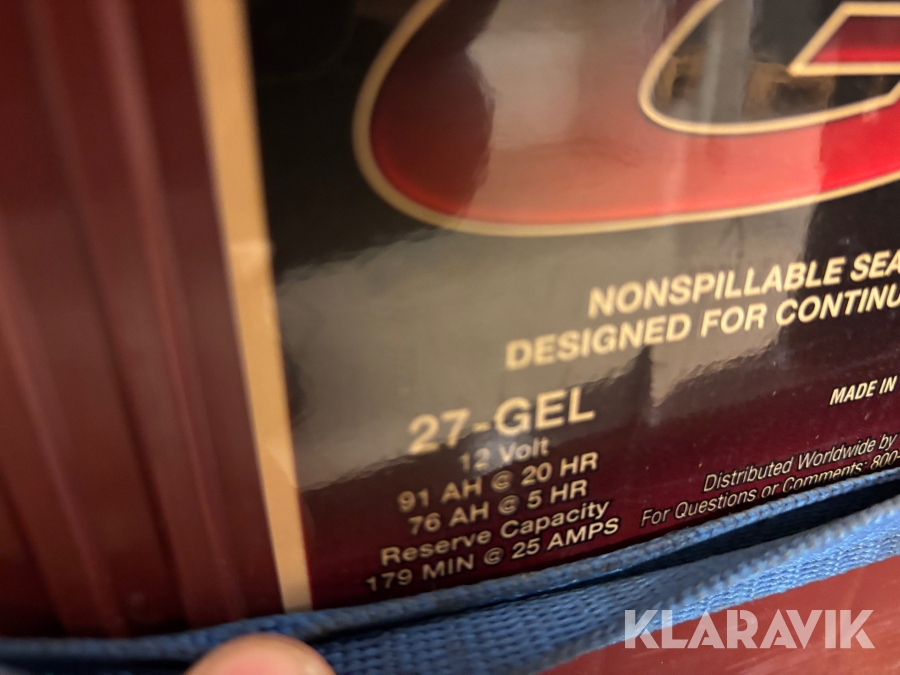 NONSPILLABLE SEA
DESIGNED FOR CONTINU
27-GEL
12 Volt
91 AH @ 20 HR
76 AH @ 5 HR
Reserve Capacity
179 MIN @ 25 AMPS
MADE IN
Distributed Worldwide by
For Questions or Comments: 800-
KLARAVIK